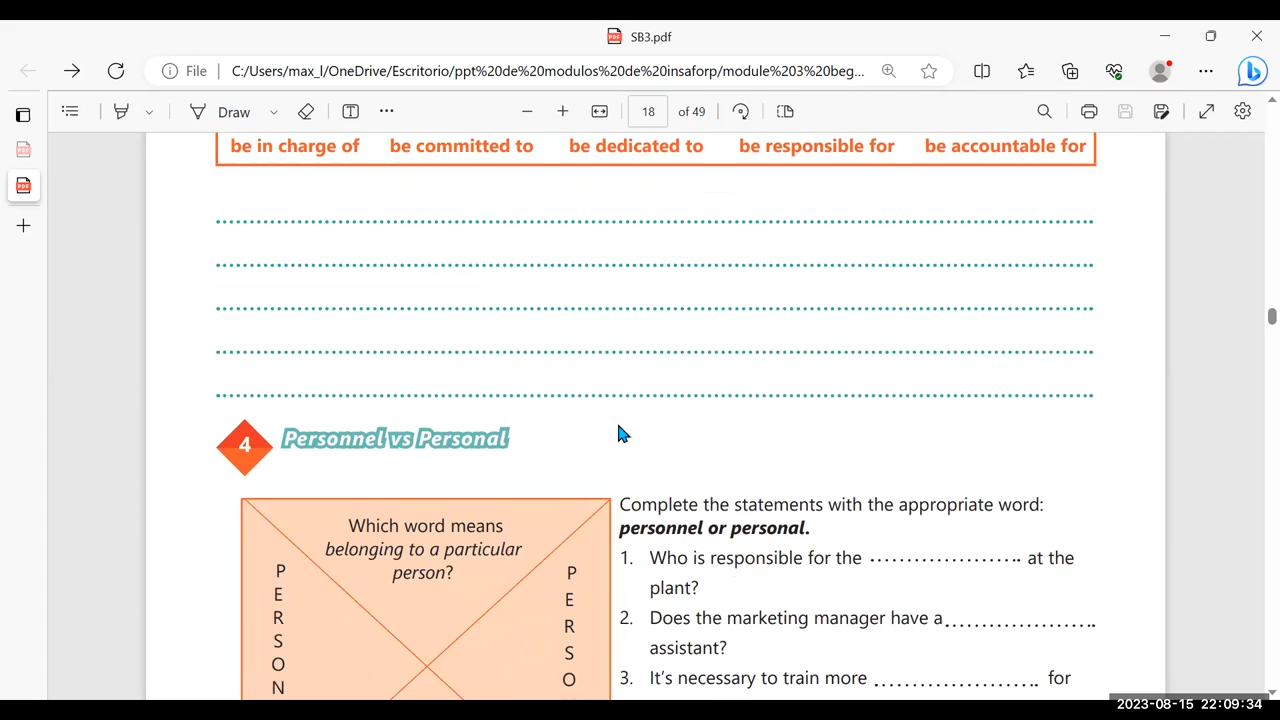 SB3.pdf
File
C:/Users/max_l/OneDrive/Escritorio/ppt%20de%20modulos%20de%20insaforp/module%203%20beg...
Draw
18
of 49
be in charge of be committed to be dedicated to be responsible for be accountable for
4
Personnel vs Personal
Which word means
belonging to a particular
person?
P
E
R
S
O
N
P
E
R
S
O
Complete the statements with the appropriate word:
personnel or personal.
1. Who is responsible for the .................... at the
plant?
2. Does the marketing manager have a....................
assistant?
3. It's necessary to train more ...................... for
2023-08-15 22:09:34